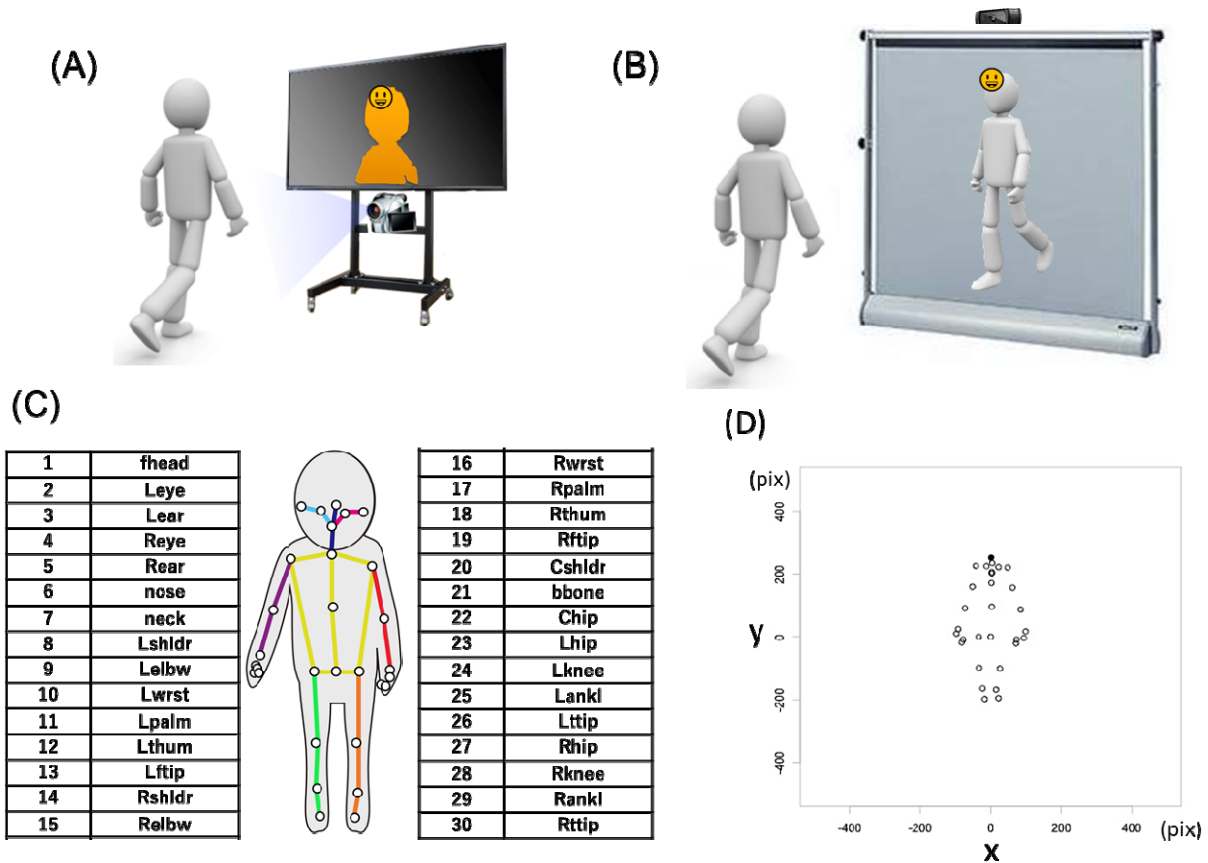 (A)
(B)
(C)
1 fhead
2 Leye
3 Lear
4 Reye
5 Rear
6 nose
7 neck
8 Lshldr
9 Lelbw
10 Lwrst
11 Lpalm
12 Lthum
13 Lftip
14 Rshldr
15 Relbw
16 Rwrst
17 Rpalm
18 Rthum
19 Rftip
20 Cshldr
21 bbone
22 Chip
23 Lhip
24 Lknee
25 Lankl
26 Lttip
27 Rhip
28 Rknee
29 Rankl
30 Rttip
(D)
(pix)
400
200
y 0
-200
-400
-400 -200 0 200 400 (pix)
x